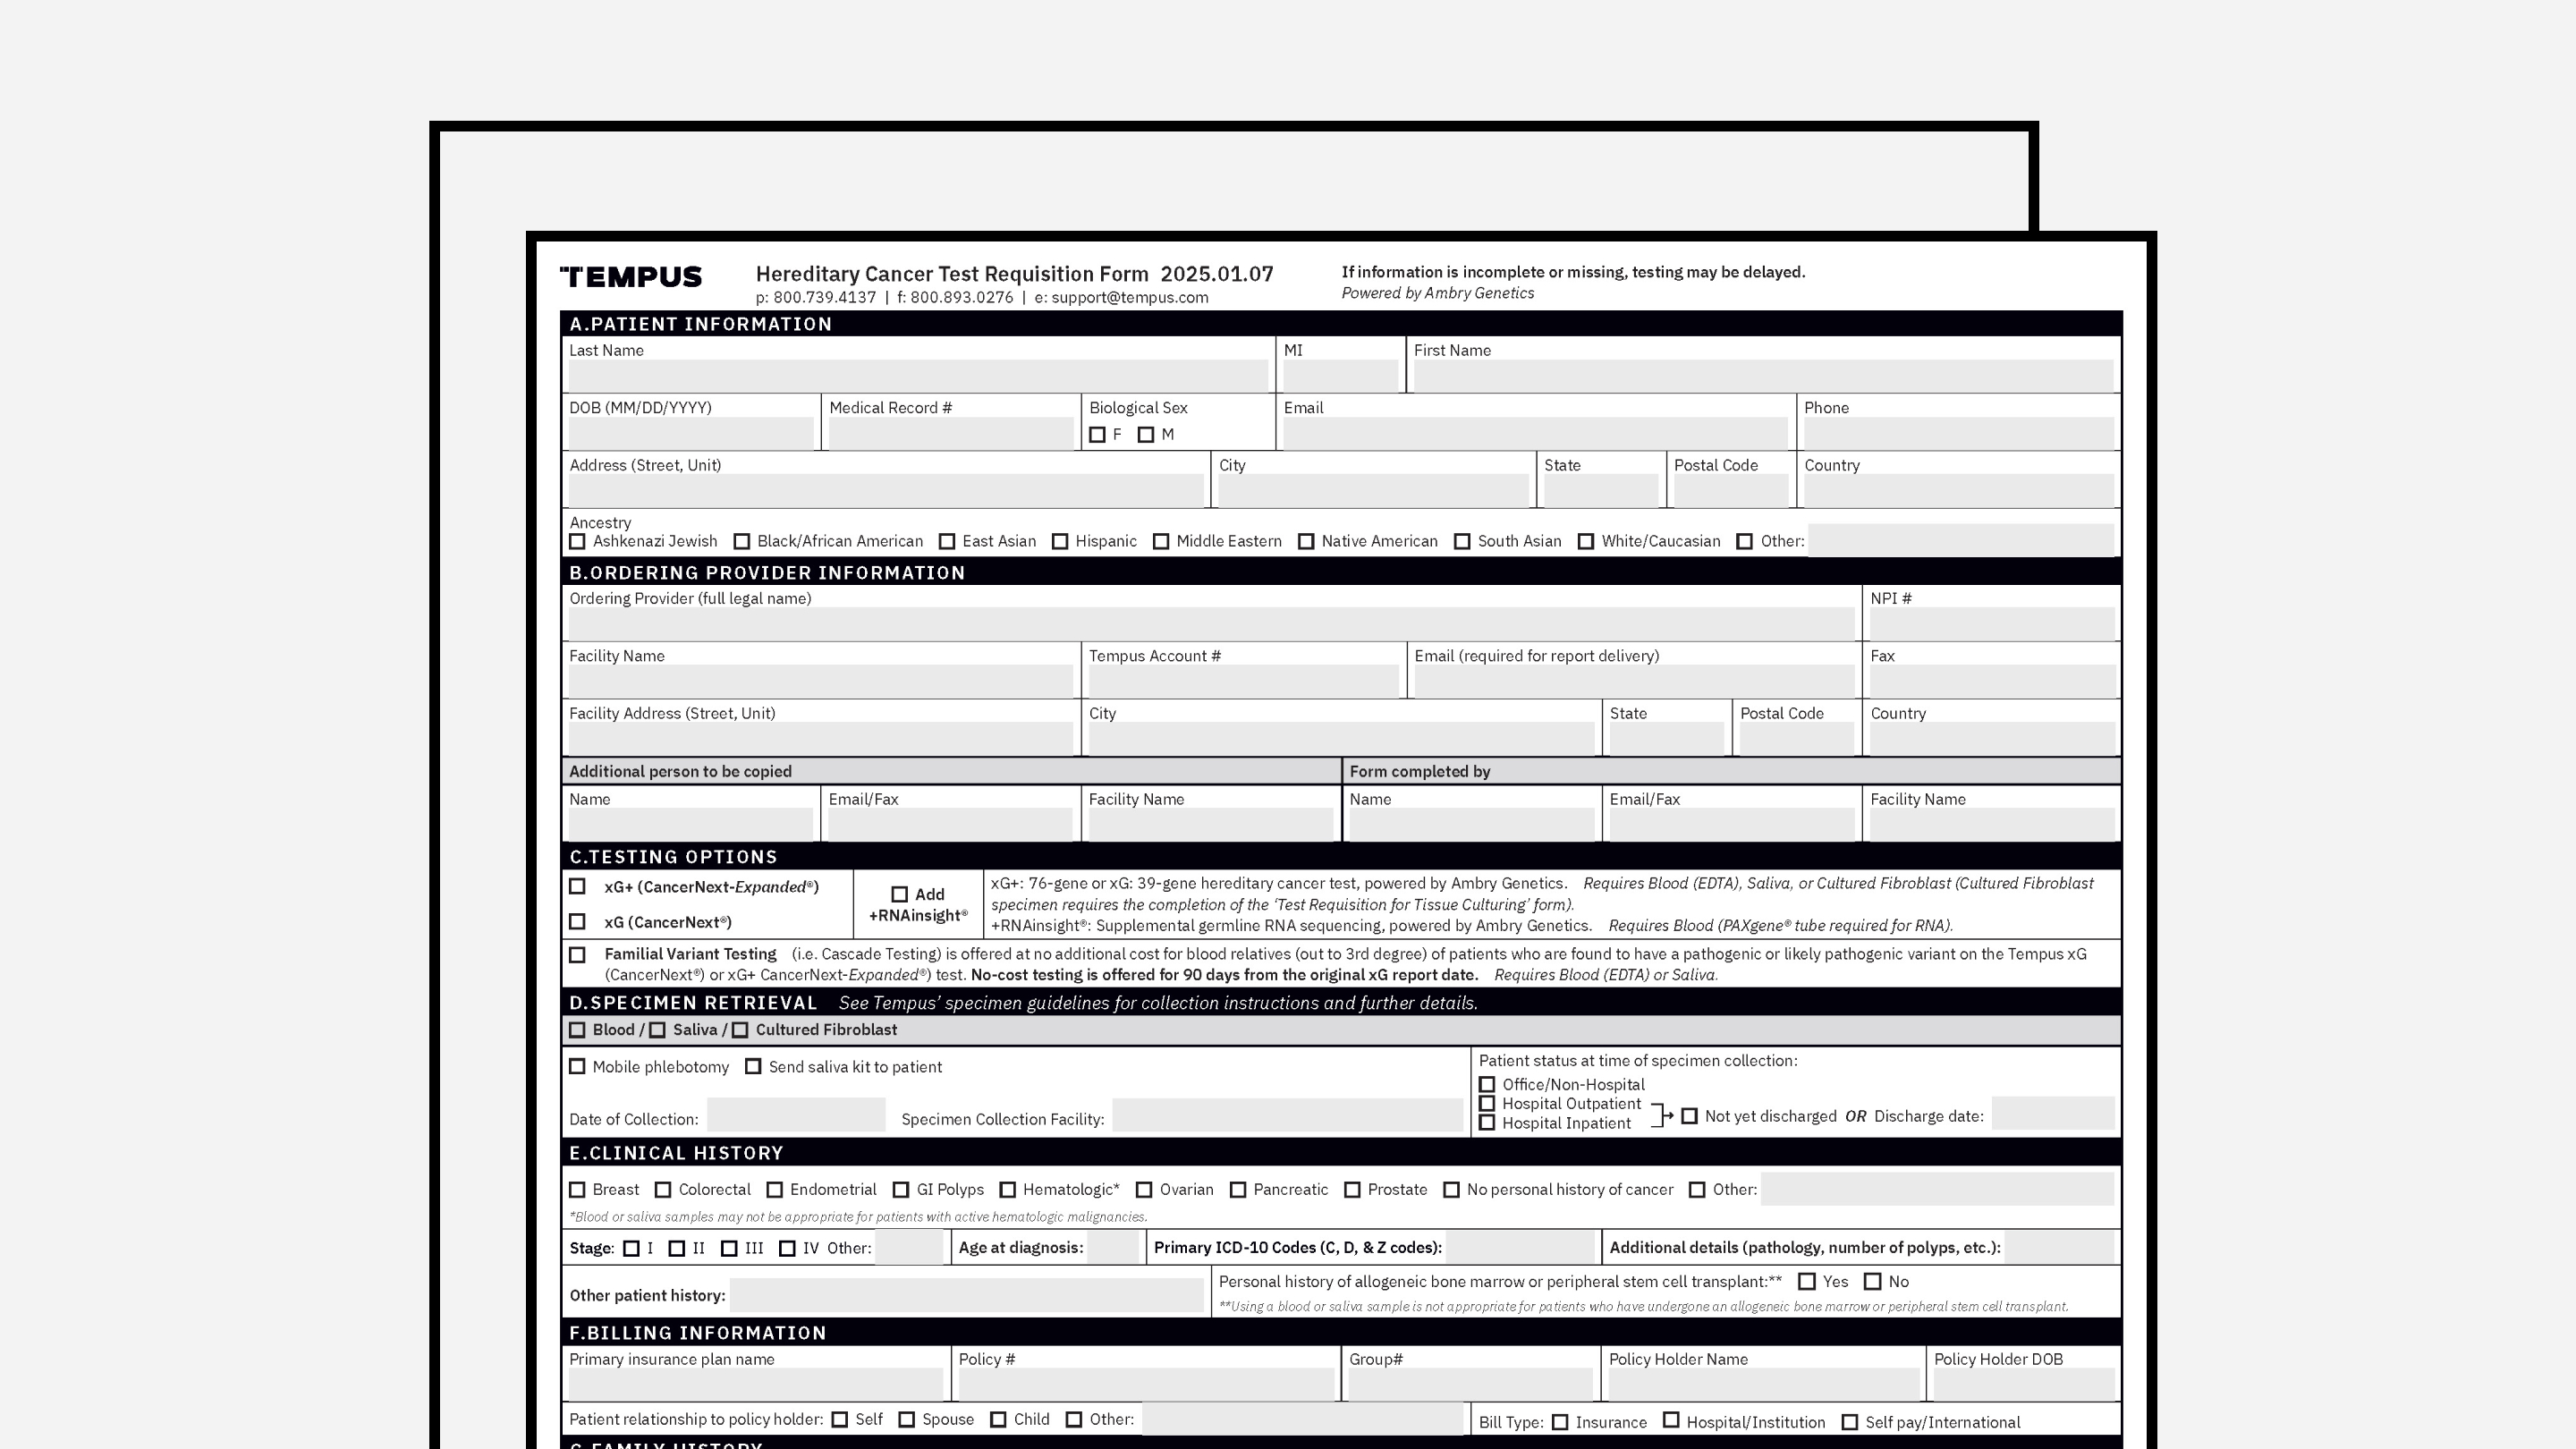 TEMPUS
Hereditary Cancer Test Requisition Form 2025.01.07
p: 800.739.4137 | f: 800.893.0276 | e: support@tempus.com
If information is incomplete or missing, testing may be delayed.
Powered by Ambry Genetics
A.PATIENT INFORMATION
Last Name MI First Name
DOB (MM/DD/YYYY) Medical Record # Biological Sex Email Phone
F M
Address (Street, Unit) City State Postal Code Country
Ancestry
Ashkenazi Jewish Black/African American East Asian Hispanic Middle Eastern Native American South Asian White/Caucasian Other:
B.ORDERING PROVIDER INFORMATION
Ordering Provider (full legal name) NPI #
Facility Name Tempus Account # Email (required for report delivery) Fax
Facility Address (Street, Unit) City State Postal Code Country
Additional person to be copied Form completed by
Name Email/Fax Facility Name Name Email/Fax Facility Name
C.TESTING OPTIONS
xG+ (CancerNext-Expanded®)
xG (CancerNext®)
Add
+RNAinsight®
xG+: 76-gene or xG: 39-gene hereditary cancer test, powered by Ambry Genetics. Requires Blood (EDTA), Saliva, or Cultured Fibroblast (Cultured Fibroblast
specimen requires the completion of the ‘Test Requisition for Tissue Culturing’ form).
+RNAinsight®: Supplemental germline RNA sequencing, powered by Ambry Genetics. Requires Blood (PAXgene® tube required for RNA).
Familial Variant Testing (i.e. Cascade Testing) is offered at no additional cost for blood relatives (out to 3rd degree) of patients who are found to have a pathogenic or likely pathogenic variant on the Tempus xG
(CancerNext®) or xG+ CancerNext-Expanded®) test. No-cost testing is offered for 90 days from the original xG report date. Requires Blood (EDTA) or Saliva.
D.SPECIMEN RETRIEVAL See Tempus’ specimen guidelines for collection instructions and further details.
Blood / Saliva / Cultured Fibroblast
Mobile phlebotomy Send saliva kit to patient
Date of Collection: Specimen Collection Facility:
Patient status at time of specimen collection:
Office/Non-Hospital
Hospital Outpatient
Hospital Inpatient
Not yet discharged OR Discharge date:
E.CLINICAL HISTORY
Breast Colorectal Endometrial GI Polyps Hematologic* Ovarian Pancreatic Prostate No personal history of cancer Other:
*Blood or saliva samples may not be appropriate for patients with active hematologic malignancies.
Stage: I II III IV Other: Age at diagnosis: Primary ICD-10 Codes (C, D, & Z codes): Additional details (pathology, number of polyps, etc.):
Other patient history:
Personal history of allogeneic bone marrow or peripheral stem cell transplant:** Yes No
**Using a blood or saliva sample is not appropriate for patients who have undergone an allogeneic bone marrow or peripheral stem cell transplant.
F.BILLING INFORMATION
Primary insurance plan name Policy # Group# Policy Holder Name Policy Holder DOB
Patient relationship to policy holder: Self Spouse Child Other: Bill Type: Insurance Hospital/Institution Self pay/International
G.FAMILY HISTORY